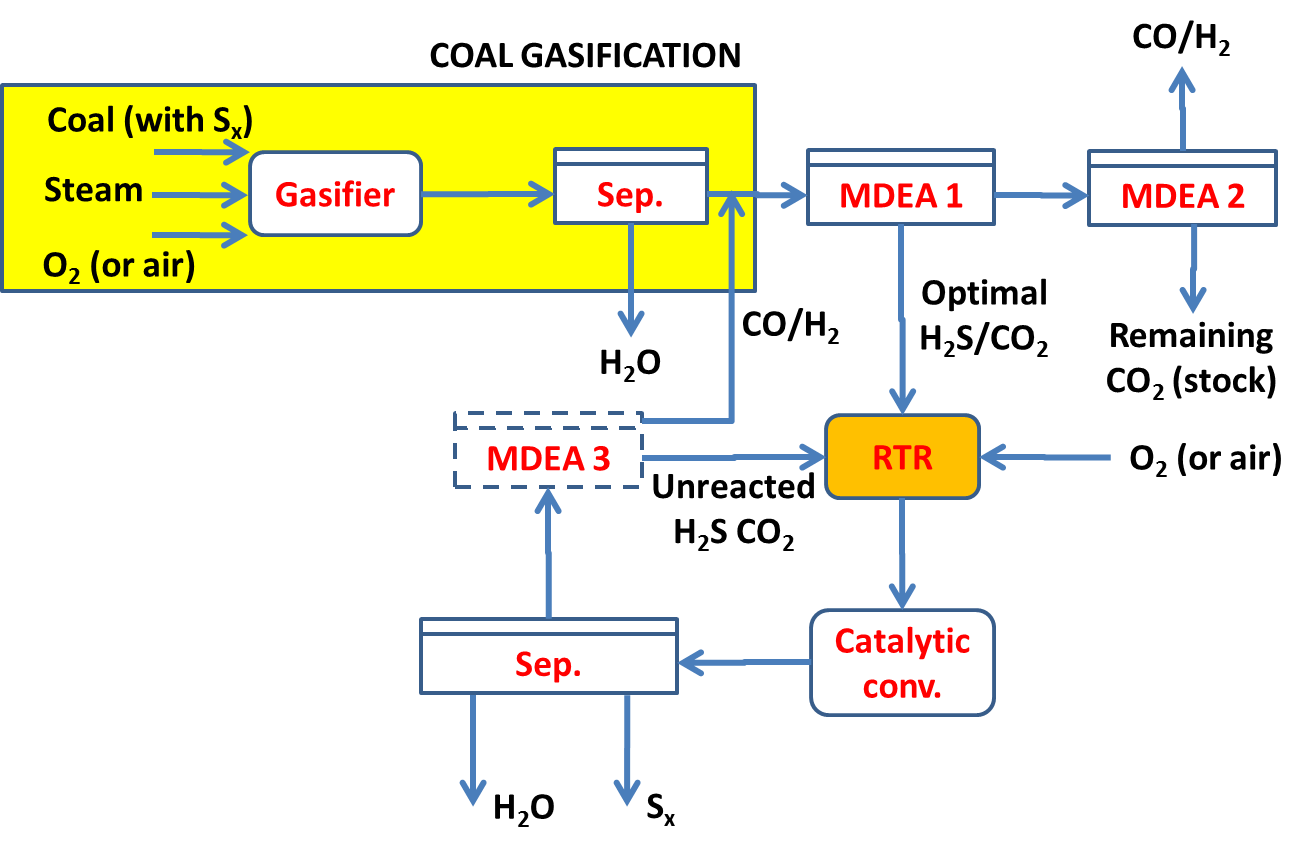 CO/H2
COAL GASIFICATION
Coal (with Sx)
Steam
O2 (or air)
Gasifier
Sep.
MDEA 1
MDEA 2
H2O
CO/H2
Optimal
H2S/CO2
Remaining
CO2 (stock)
MDEA 3
RTR
O2 (or air)
Unreacted
H2S CO2
Sep.
Catalytic
conv.
H2O
Sx